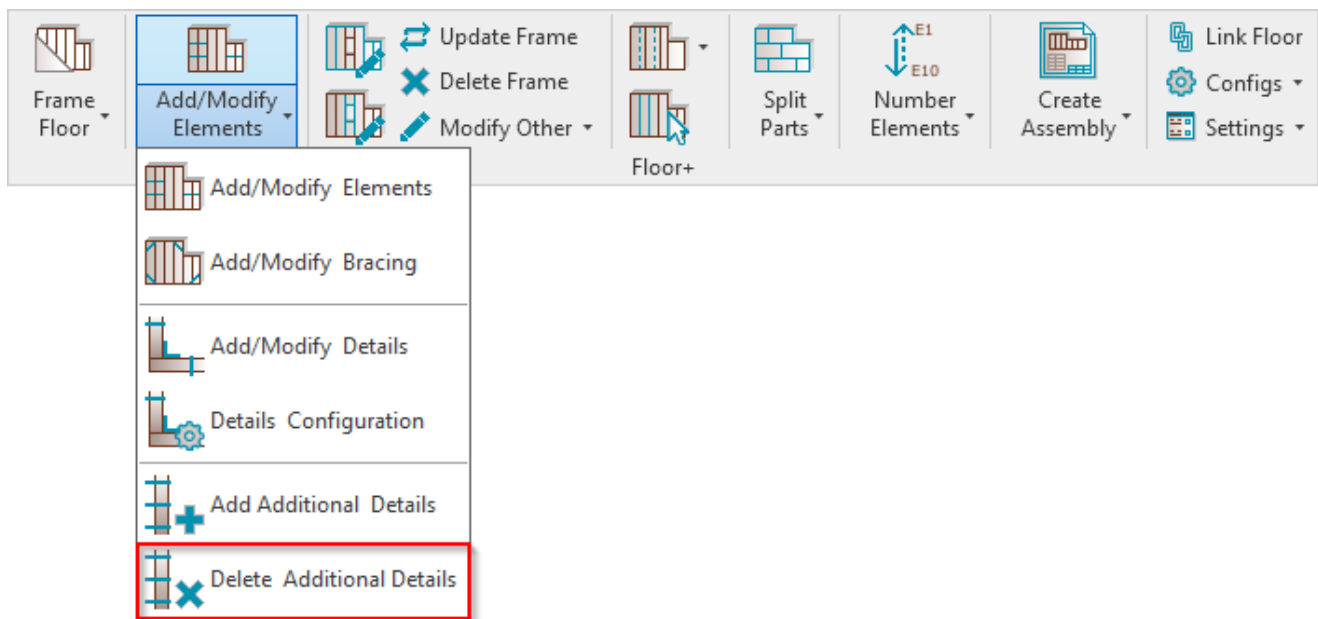 Frame
Floor
Add/Modify
Elements
Update Frame
Delete Frame
Modify Other
Floor+
Split
Parts
E1
E10
Number
Elements
Create
Assembly
Link Floor
Configs
Settings
Add/Modify Elements
Add/Modify Bracing
Add/Modify Details
Details Configuration
Add Additional Details
Delete Additional Details